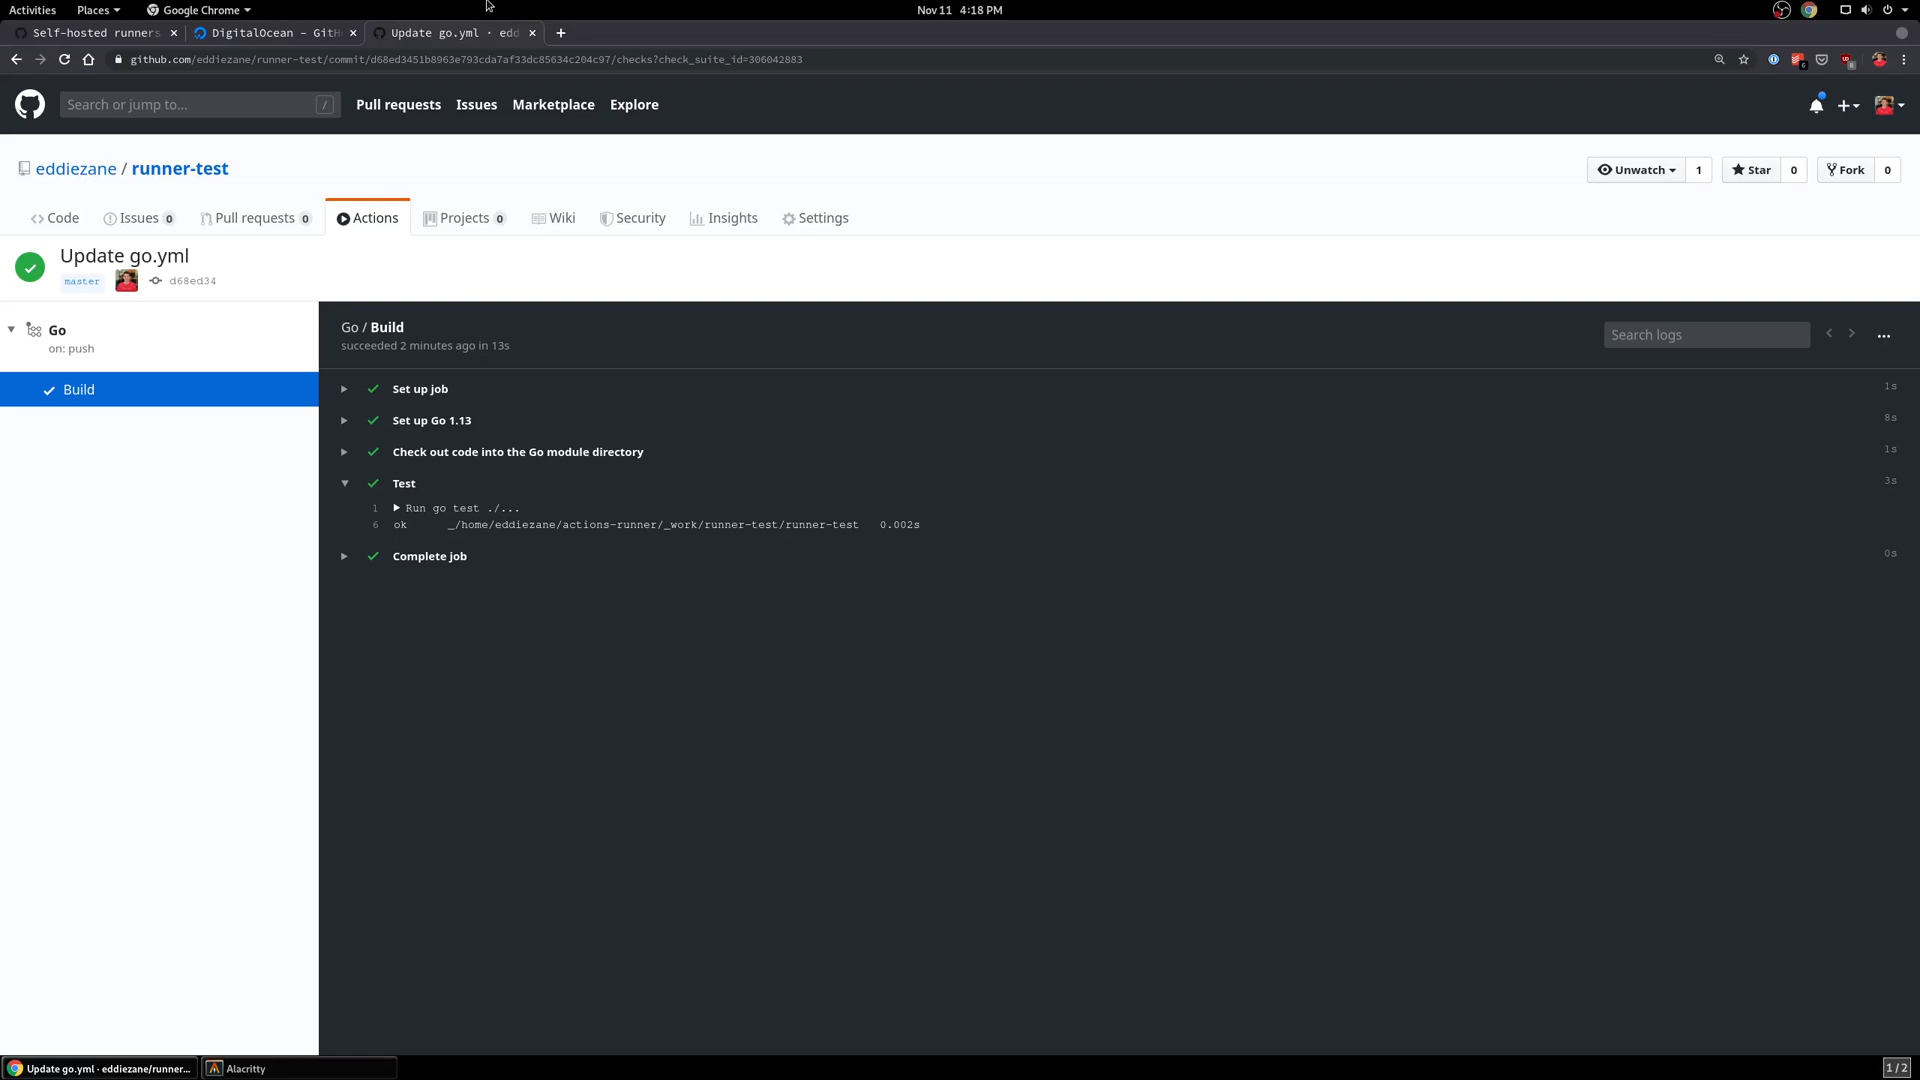 Activities Places Google Chrome Nov 11 4:18 PM
Self-hosted runners DigitalOcean - GitH Update go.yml · edd
github.com/eddiezane/runner-test/commit/d68ed3451b8963e793cda7af33dc85634c204c97/checks?check_suite_id=306042883
Search or jump to... / Pull requests Issues Marketplace Explore
eddiezane / runner-test Unwatch 1 Star 0 Fork 0
Code Issues 0 Pull requests 0 Actions Projects 0 Wiki Security Insights Settings
Update go.yml
master d68ed34
Go
on: push
Build
Go / Build
succeeded 2 minutes ago in 13s
Search logs
Set up job 1s
Set up Go 1.13 8s
Check out code into the Go module directory 1s
Test 3s
1 Run go test ./...
6 ok _/home/eddiezane/actions-runner/_work/runner-test/runner-test 0.002s
Complete job 0s
Update go.yml · eddiezane/runner... Alacritty 1/2